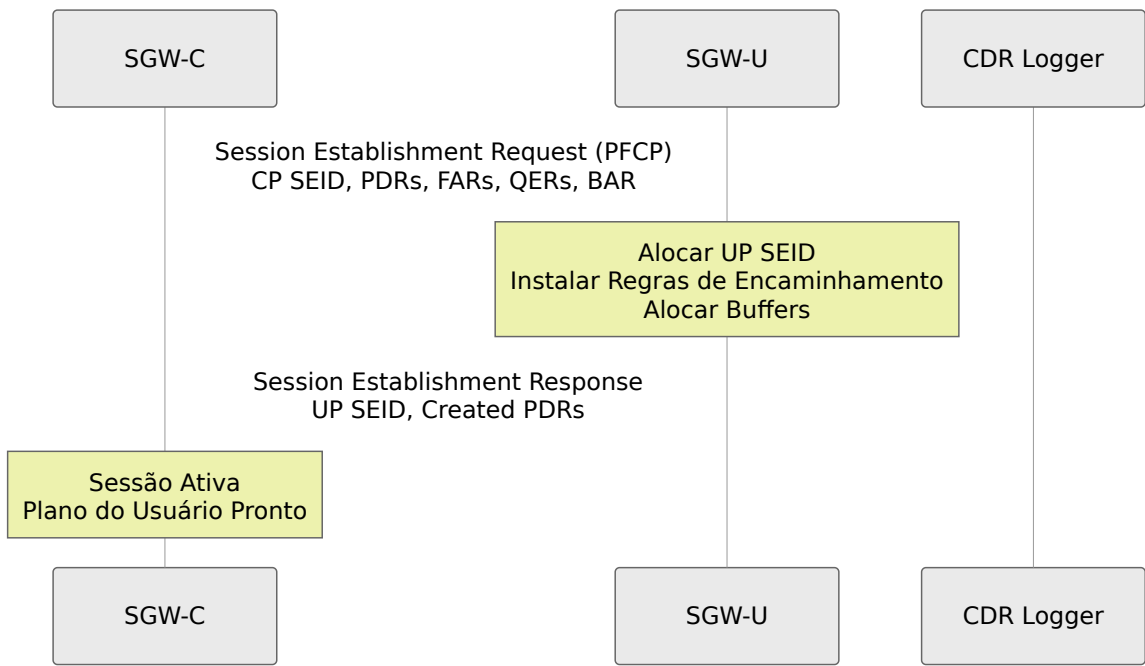 SGW-C
SGW-U
CDR Logger
Session Establishment Request (PFCP)
CP SEID, PDRs, FARs, QERs, BAR
Alocar UP SEID
Instalar Regras de Encaminhamento
Alocar Buffers
Session Establishment Response
UP SEID, Created PDRs
Sessão Ativa
Plano do Usuário Pronto
SGW-C
SGW-U
CDR Logger